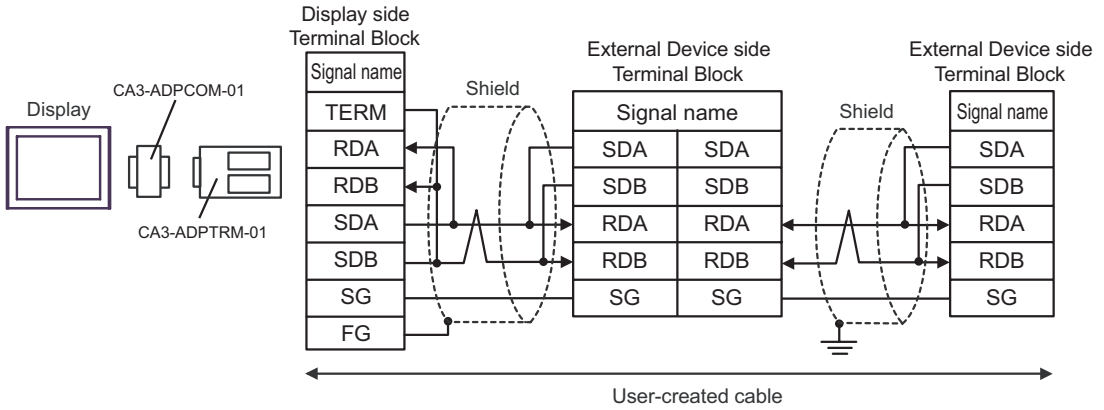 Display side
Terminal Block
Signal name
TERM
RDA
RDB
SDA
SDB
SG
FG
Display
CA3-ADPCOM-01
CA3-ADPTRM-01
Shield
External Device side
Terminal Block
Signal name
SDA SDA
SDB SDB
RDA RDA
RDB RDB
SG SG
Shield
External Device side
Terminal Block
Signal name
SDA
SDB
RDA
RDB
SG
User-created cable